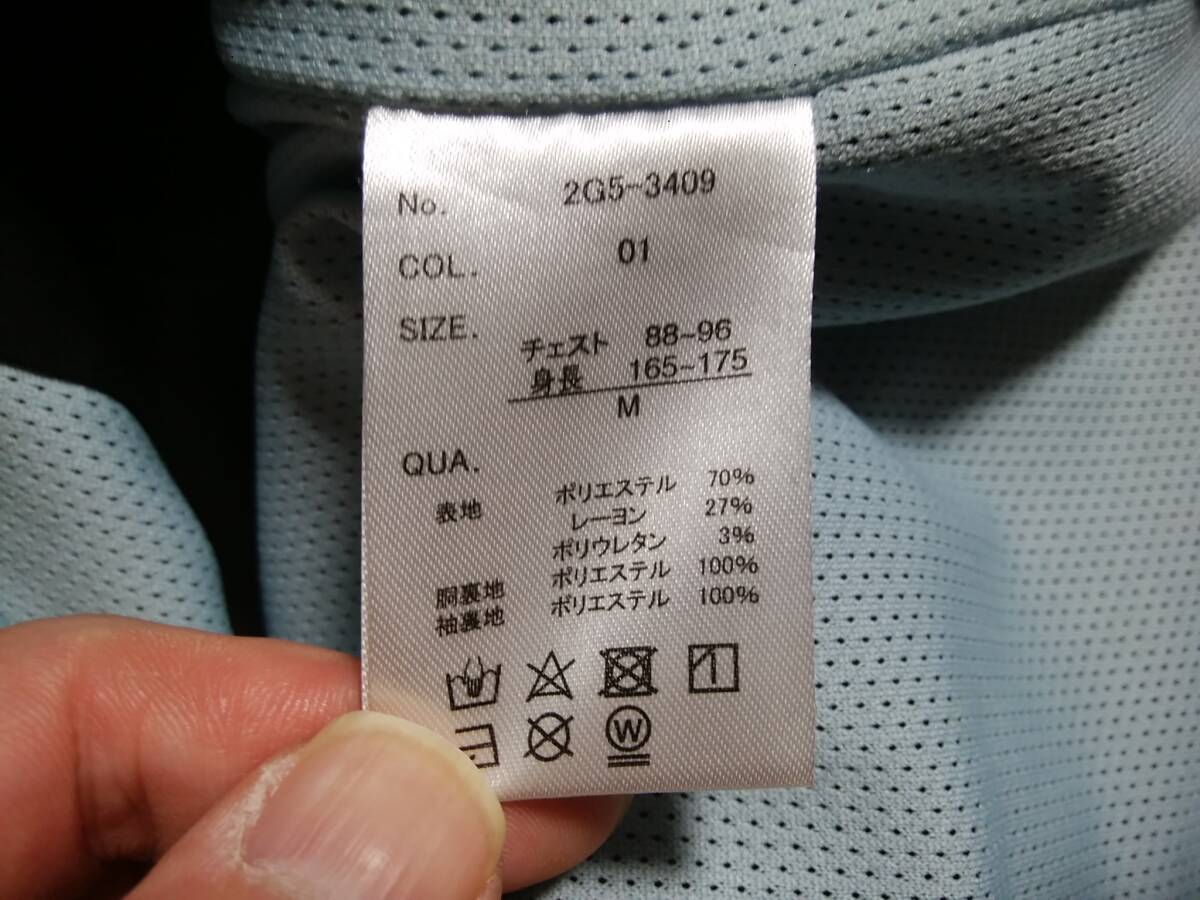 No. 2G5-3409
COL. 01
SIZE.
チェスト 88~96
身長 165~175
M
QUA.
表地 ポリエステル 70%
レーヨン 27%
ポリウレタン 3%
胴裏地 ポリエステル 100%
袖裏地 ポリエステル 100%
W